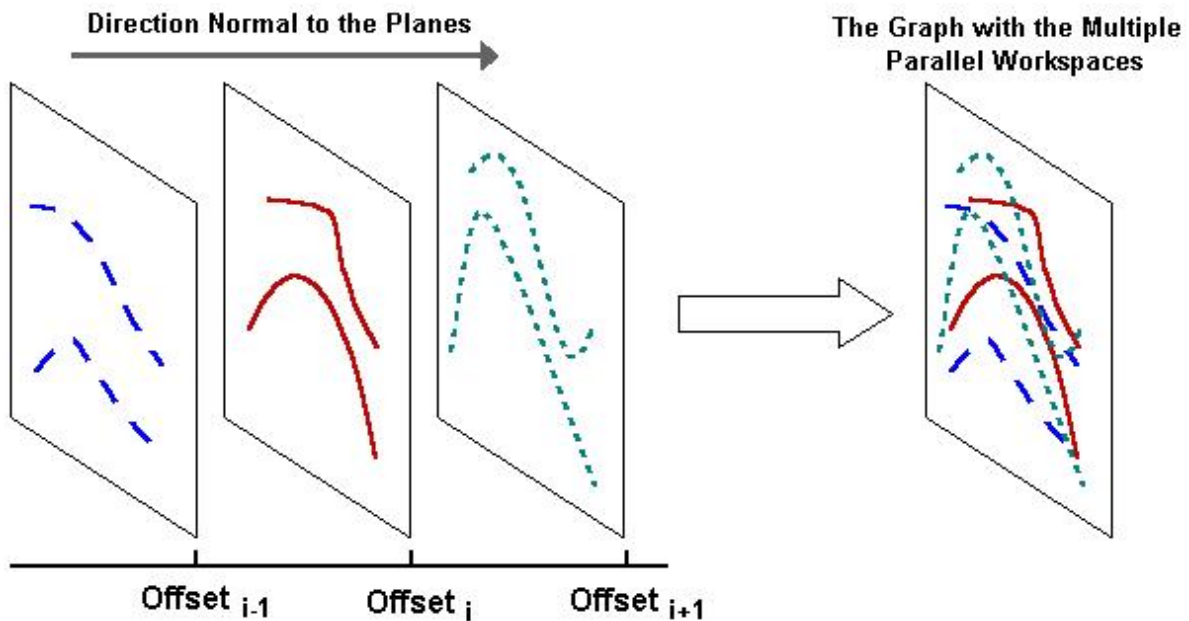 Direction Normal to the Planes
The Graph with the Multiple
Parallel Workspaces
Offset i-1
Offset i
Offset i+1